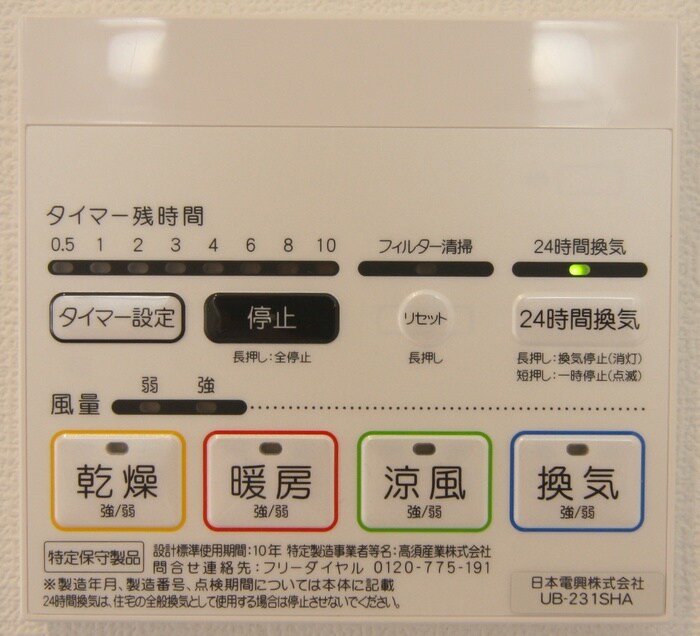 タイマー残時間
0.5 1 2 3 4 6 8 10 フィルター清掃 24時間換気
タイマー設定 停止 リセット 24時間換気
長押し:全停止 長押し 長押し:換気停止(消灯)
短押し:一時停止(点滅)
弱 強
風量
乾燥 暖房 涼風 換気
強/弱 強/弱 強/弱 強/弱
特定保守製品 設計標準使用期間:10年 特定製造事業者等名:高須産業株式会社
問合せ連絡先:フリーダイヤル 0120-775-191
※製造年月、製造番号、点検期間については本体に記載
24時間換気は、住宅の全般換気として使用する場合は停止させないでください。
日本電興株式会社
UB-231SHA